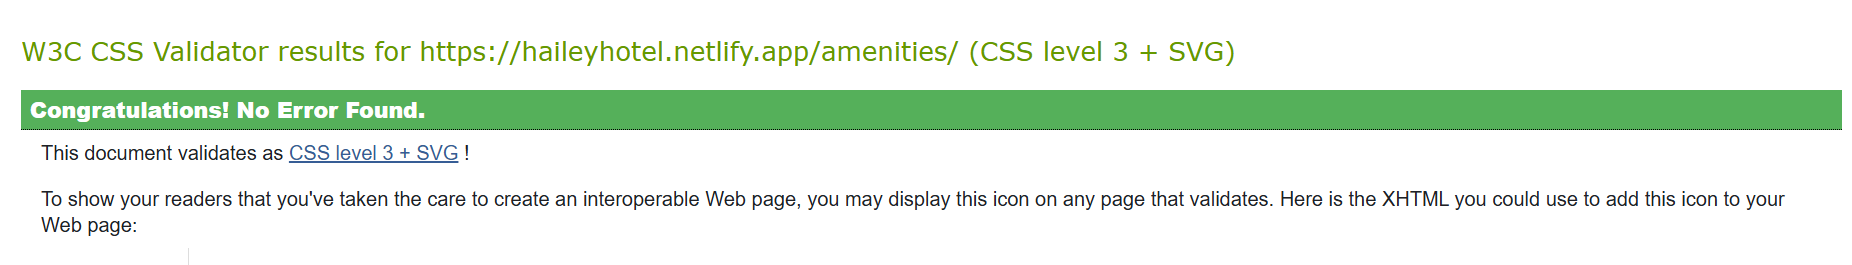 W3C CSS Validator results for https://haileyhotel.netlify.app/amenities/ (CSS level 3 + SVG)
Congratulations! No Error Found.
This document validates as CSS level 3 + SVG !
To show your readers that you've taken the care to create an interoperable Web page, you may display this icon on any page that validates. Here is the XHTML you could use to add this icon to your
Web page: